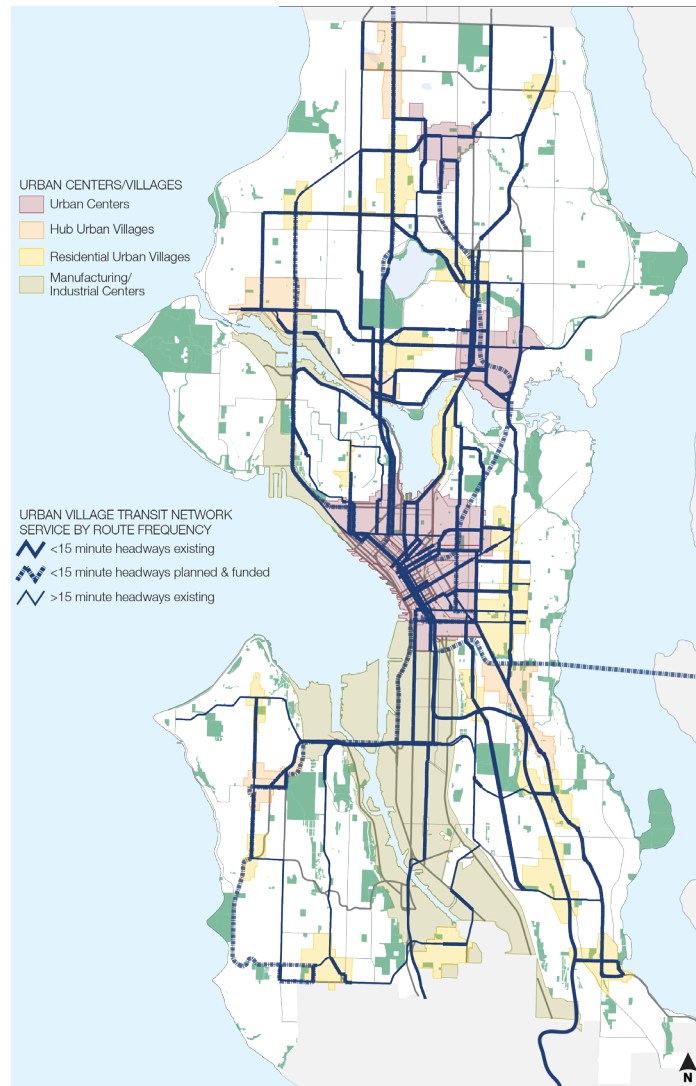 URBAN CENTERS/VILLAGES
Urban Centers
Hub Urban Villages
Residential Urban Villages
Manufacturing/
Industrial Centers
URBAN VILLAGE TRANSIT NETWORK
SERVICE BY ROUTE FREQUENCY
<15 minute headways existing
<15 minute headways planned & funded
>15 minute headways existing
N